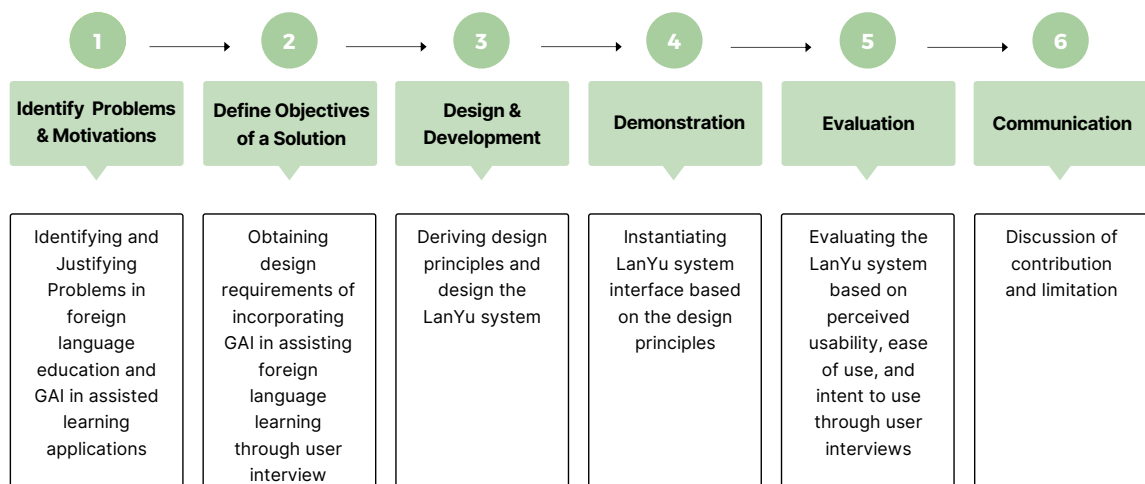 1
2
3
4
5
6
Identify Problems
& Motivations
Define Objectives
of a Solution
Design &
Development
Demonstration
Evaluation
Communication
Identifying and
Justifying
Problems in
foreign
language
education and
GAI in assisted
learning
applications
Obtaining
design
requirements of
incorporating
GAI in assisting
foreign
language
learning
through user
interview
Deriving design
principles and
design the
LanYu system
Instantiating
LanYu system
interface based
on the design
principles
Evaluating the
LanYu system
based on
perceived
usability, ease
of use, and
intent to use
through user
interviews
Discussion of
contribution
and limitation